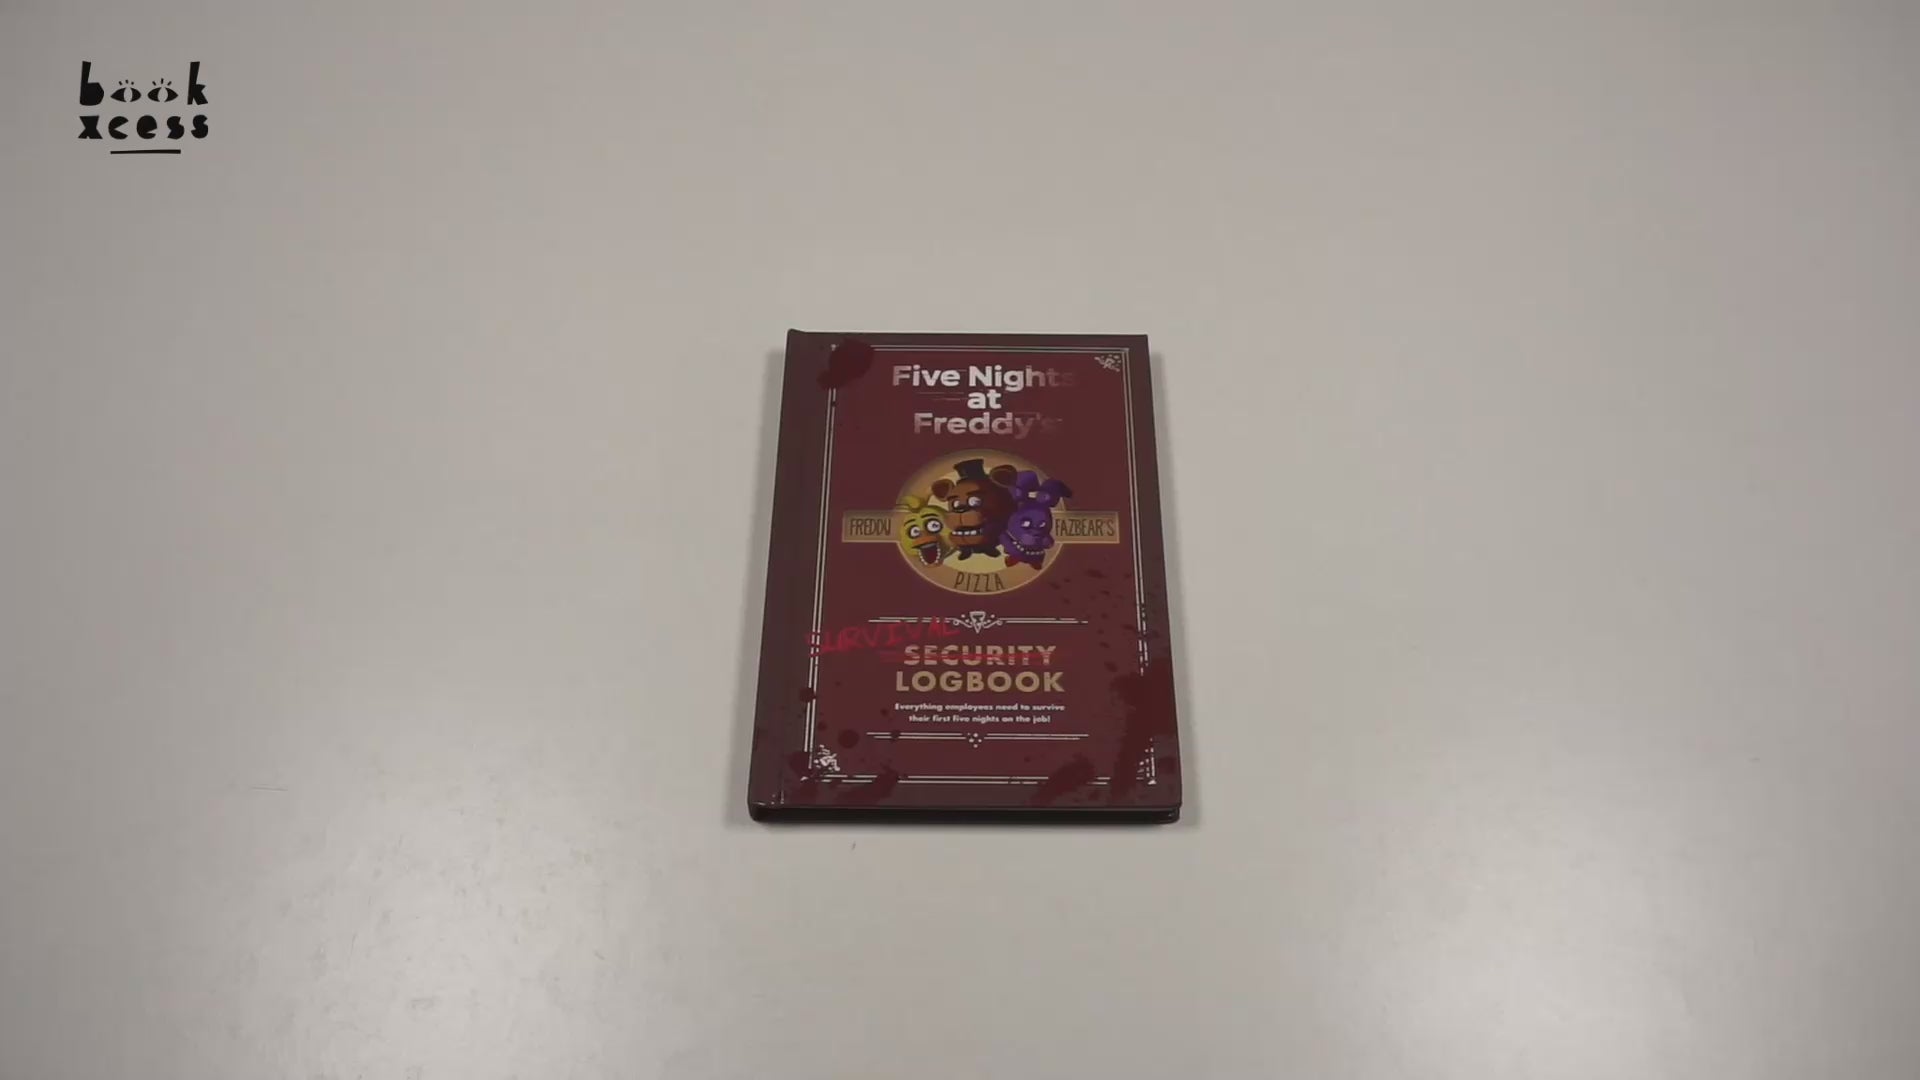 book
xcess
Five Nights
at
Freddy's
FREDDY FAZBEAR'S
PIZZA
SURVIVAL
SECURITY
LOGBOOK
Everything employees need to survive
their first five nights on the job!